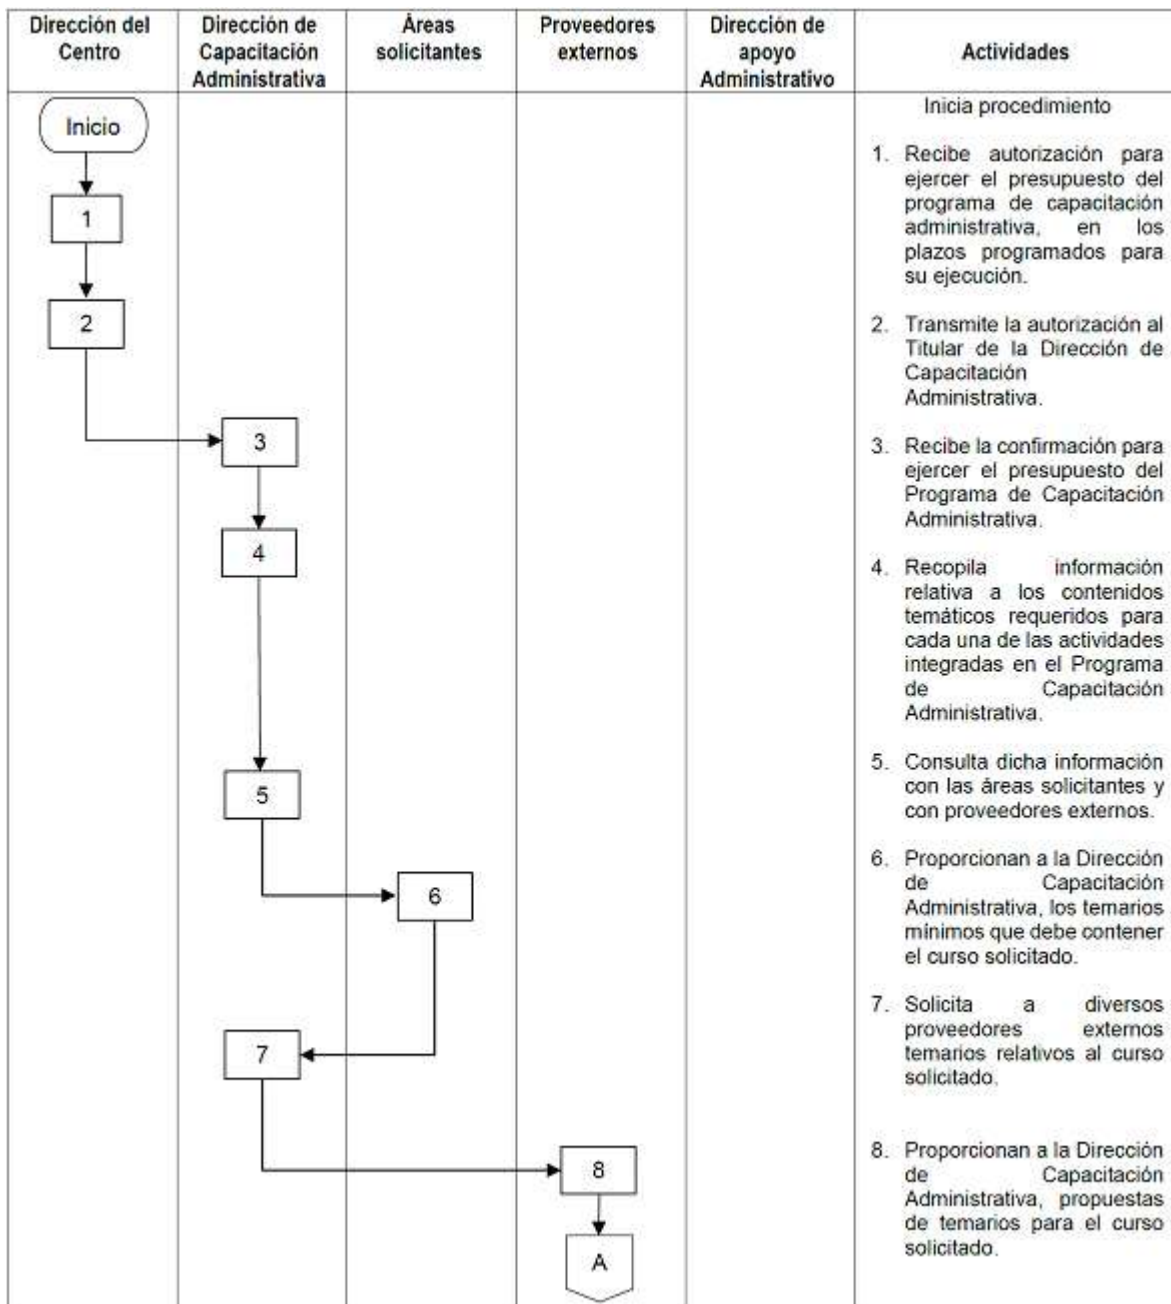 Dirección del
Centro
Dirección de
Capacitación
Administrativa
Áreas
solicitantes
Proveedores
externos
Dirección de
apoyo
Administrativo
Actividades
Inicio
1
2
3
4
5
6
7
8
A
Inicia procedimiento
1. Recibe autorización para
ejercer el presupuesto del
programa de capacitación
administrativa, en los
plazos programados para
su ejecución.
2. Transmite la autorización al
Titular de la Dirección de
Capacitación
Administrativa.
3. Recibe la confirmación para
ejercer el presupuesto del
Programa de Capacitación
Administrativa.
4. Recopila información
relativa a los contenidos
temáticos requeridos para
cada una de las actividades
integradas en el Programa
de Capacitación
Administrativa.
5. Consulta dicha información
con las áreas solicitantes y
con proveedores externos.
6. Proporcionan a la Dirección
de Capacitación
Administrativa, los temarios
mínimos que debe contener
el curso solicitado.
7. Solicita a diversos
proveedores externos
temarios relativos al curso
solicitado.
8. Proporcionan a la Dirección
de Capacitación
Administrativa, propuestas
de temarios para el curso
solicitado.